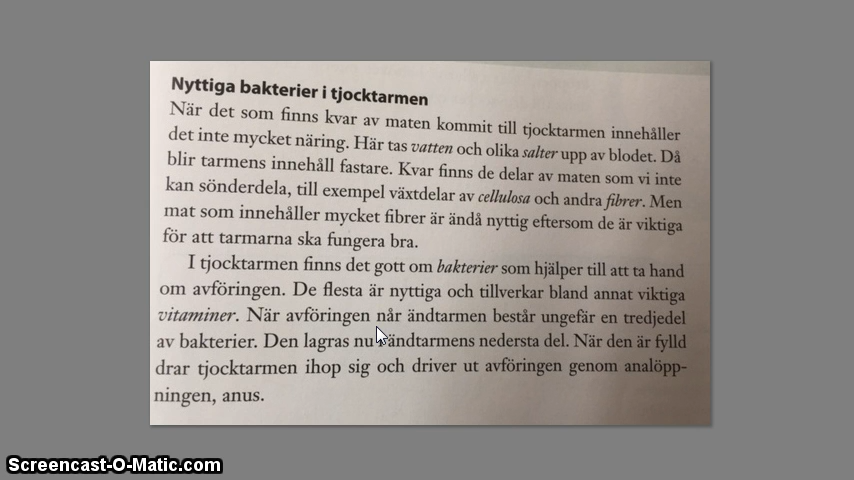 Nyttiga bakterier i tjocktarmen
När det som finns kvar av maten kommit till tjocktarmen innehåller
det inte mycket näring. Här tas vatten och olika salter upp av blodet. Då
blir tarmens innehåll fastare. Kvar finns de delar av maten som vi inte
kan sönderdela, till exempel växtdelar av cellulosa och andra fibrer. Men
mat som innehåller mycket fibrer är ändå nyttig eftersom de är viktiga
för att tarmarna ska fungera bra.
I tjocktarmen finns det gott om bakterier som hjälper till att ta hand
om avföringen. De flesta är nyttiga och tillverkar bland annat viktiga
vitaminer. När avföringen når ändtarmen består ungefär en tredjedel
av bakterier. Den lagras nu ändtarmens nedersta del. När den är fylld
drar tjocktarmen ihop sig och driver ut avföringen genom analöpp-
ningen, anus.
Screencast-O-Matic.com